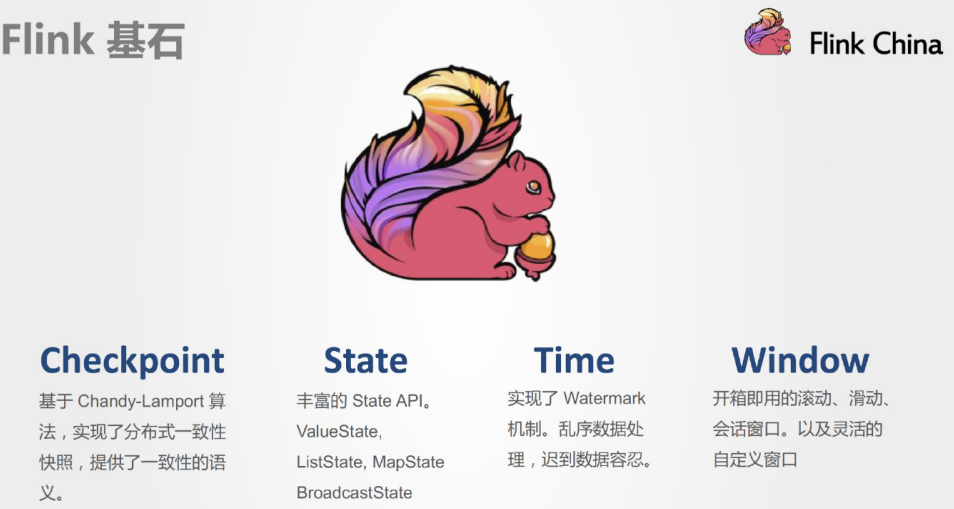 Flink 基石
Flink China
Checkpoint
基于 Chandy-Lamport 算
法，实现了分布式一致性
快照，提供了一致性的语
义。
State
丰富的 State API。
ValueState,
ListState, MapState
BroadcastState
Time
实现了 Watermark
机制。乱序数据处
理，迟到数据容忍。
Window
开箱即用的滚动、滑动、
会话窗口。以及灵活的
自定义窗口